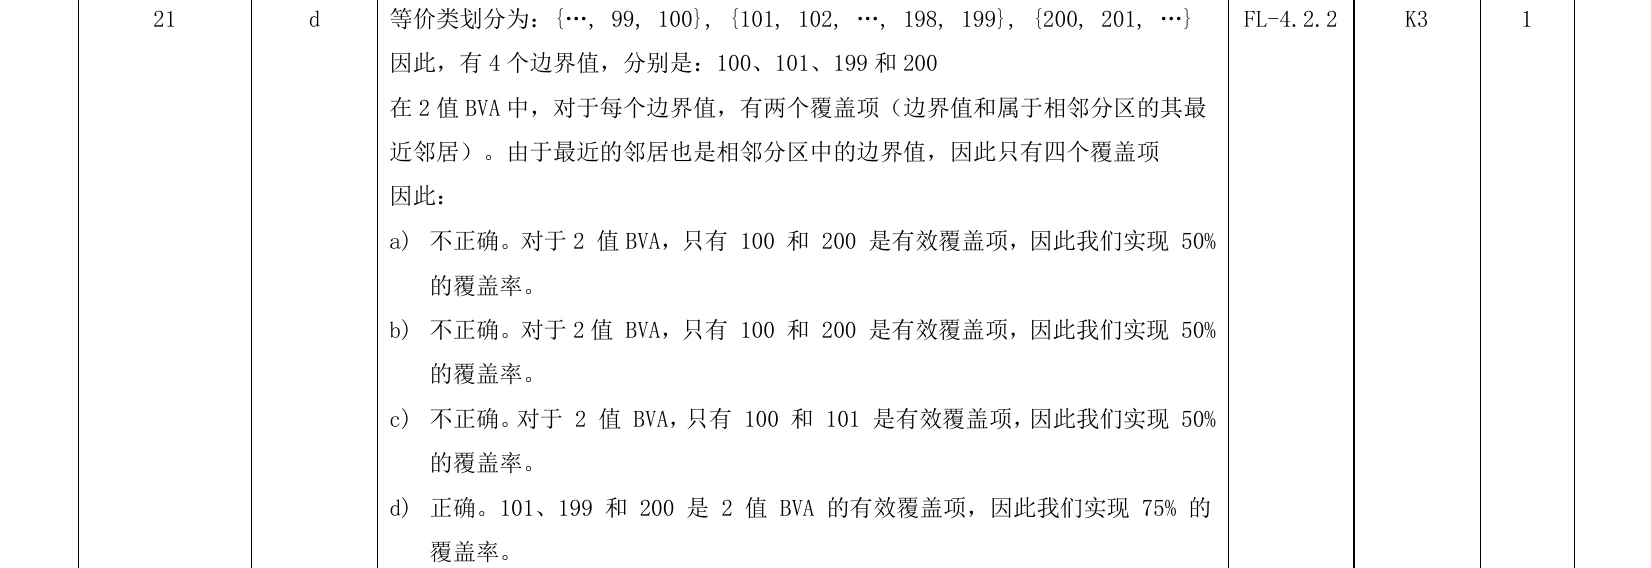 21 d 等价类划分为：{…, 99, 100}, {101, 102, …, 198, 199}, {200, 201, …} FL-4.2.2 K3 1
因此，有 4 个边界值，分别是：100、101、199 和 200
在 2 值 BVA 中，对于每个边界值，有两个覆盖项（边界值和属于相邻分区的其最
近邻居）。由于最近的邻居也是相邻分区中的边界值，因此只有四个覆盖项
因此：
a) 不正确。对于 2 值 BVA，只有 100 和 200 是有效覆盖项，因此我们实现 50%
的覆盖率。
b) 不正确。对于 2 值 BVA，只有 100 和 200 是有效覆盖项，因此我们实现 50%
的覆盖率。
c) 不正确。对于 2 值 BVA，只有 100 和 101 是有效覆盖项，因此我们实现 50%
的覆盖率。
d) 正确。101、199 和 200 是 2 值 BVA 的有效覆盖项，因此我们实现 75% 的
覆盖率。